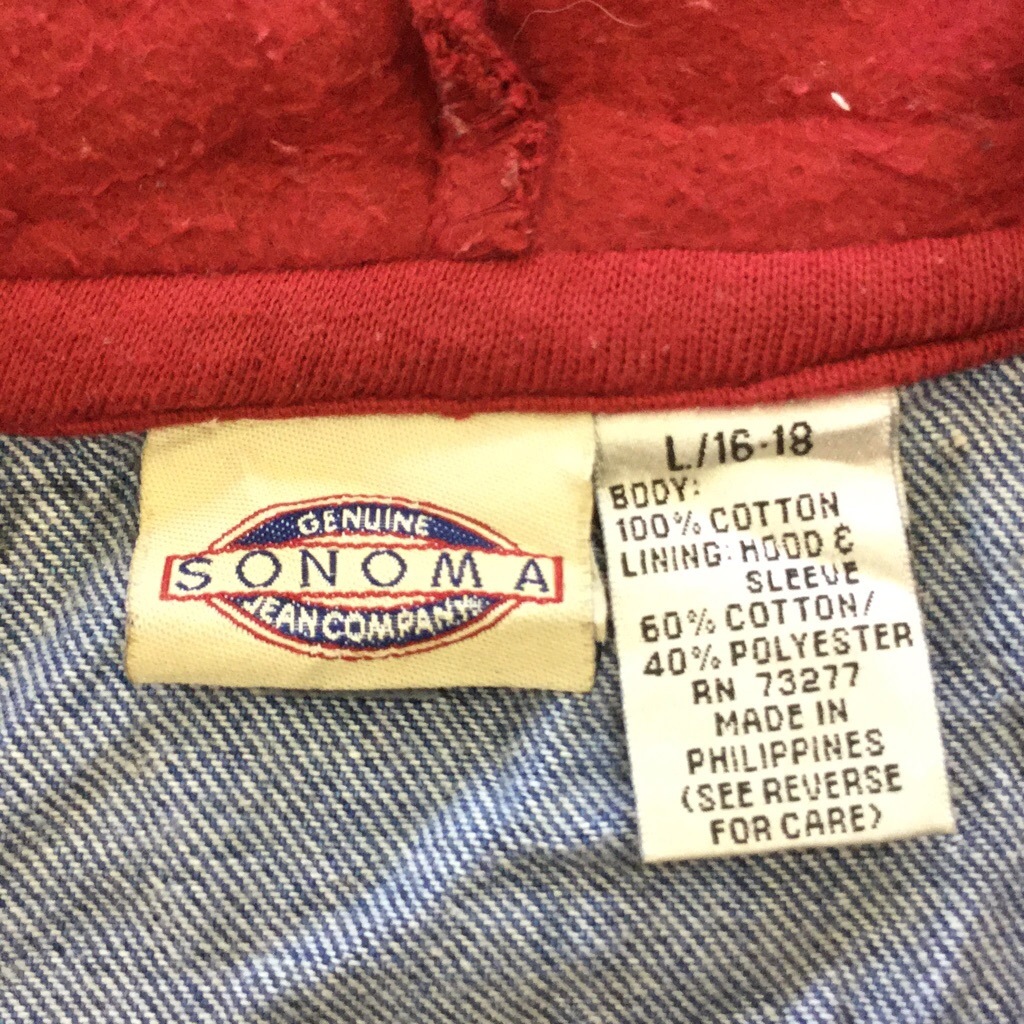 GENUINE
SONOMA
JEAN COMPANY
L/16-18
BODY:
100% COTTON
LINING: HOOD &
SLEEVE
60% COTTON/
40% POLYESTER
RN 73277
MADE IN
PHILIPPINES
(SEE REVERSE
FOR CARE)